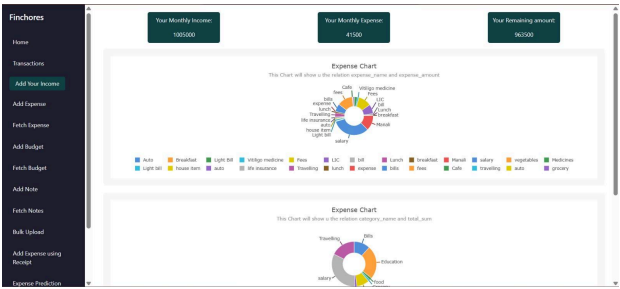 Finchores
Home
Transactions
Add Your Income
Add Expense
Fetch Expense
Add Budget
Fetch Budget
Add Note
Fetch Notes
Bulk Upload
Add Expense using
Receipt
Expense Prediction
Your Monthly Income:
1005000
Your Monthly Expense:
41500
Your Remaining amount:
963500
Expense Chart
This Chart will show u the relation expense_name and expense_amount
Cafe
fees
Vitiligo medicine
Fees
bills
expense
lunch
Travelling
life insurance
auto
house item
Light bill
LIC
bill
Lunch
breakfast
Manali
salary
Auto Breakfast Light Bill Vitiligo medicine Fees LIC bill Lunch breakfast Manali salary vegetables Medicines
Light bill house item auto life insurance Travelling lunch expense bills fees Cafe travelling auto grocery
Expense Chart
This Chart will show u the relation category_name and total_sum
Travelling
Bills
Education
salary
Food